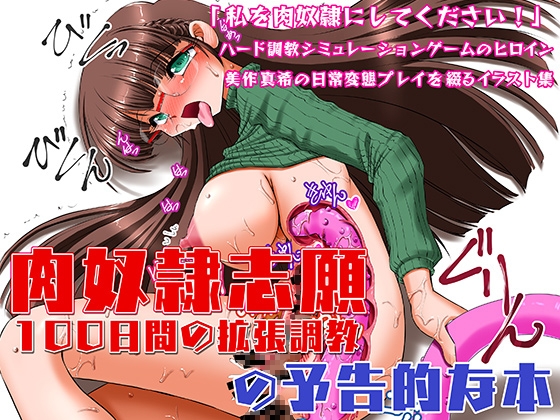 「私を肉奴隷にしてください！」
ハード調教シミュレーションゲームのヒロイン
美作真希の日常変態プレイを綴るイラスト集
びくん
びくん
ぐりん
肉奴隷志願
100日間の拡張調教
の予告的な本